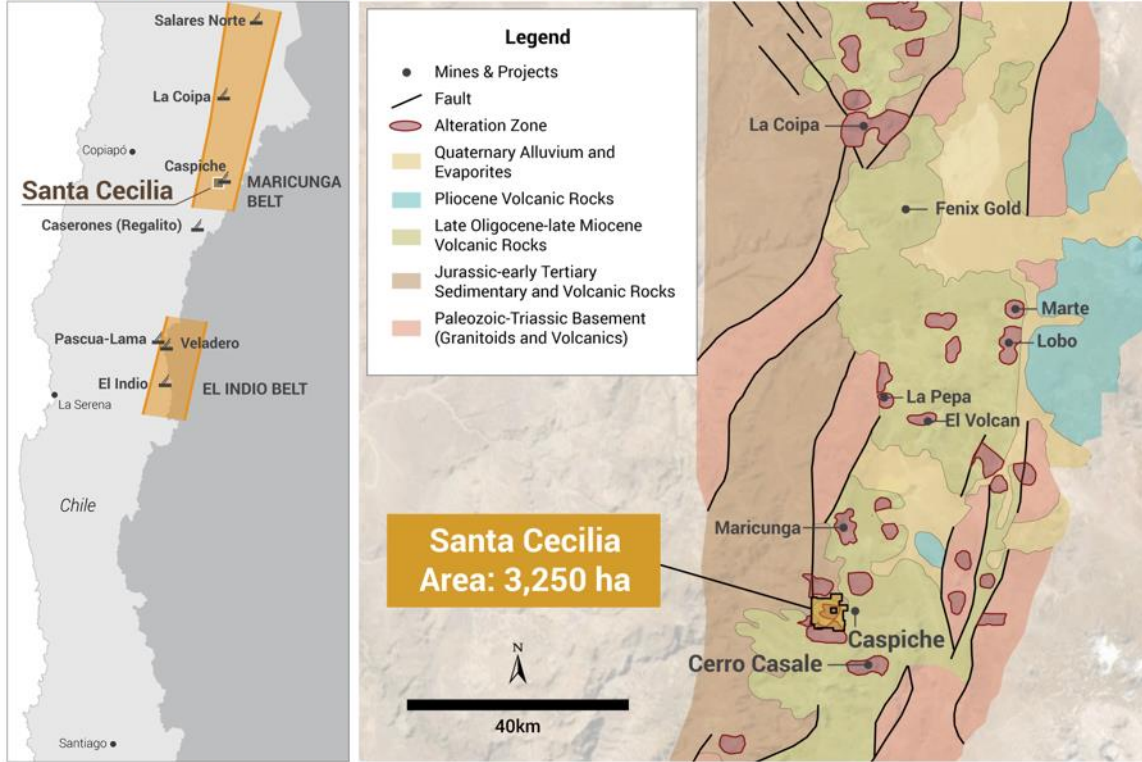 Salares Norte
La Coipa
Copiapó
Caspiche
Santa Cecilia
MARICUNGA
BELT
Caserones (Regalito)
Pascua-Lama
Veladero
El Indio
EL INDIO BELT
La Serena
Chile
Santiago
Legend
Mines & Projects
Fault
Alteration Zone
Quaternary Alluvium and
Evaporites
Pliocene Volcanic Rocks
Late Oligocene-late Miocene
Volcanic Rocks
Jurassic-early Tertiary
Sedimentary and Volcanic Rocks
Paleozoic-Triassic Basement
(Granitoids and Volcanics)
La Coipa
Fenix Gold
Marte
Lobo
La Pepa
El Volcan
Maricunga
Santa Cecilia
Area: 3,250 ha
Caspiche
Cerro Casale
N
40km